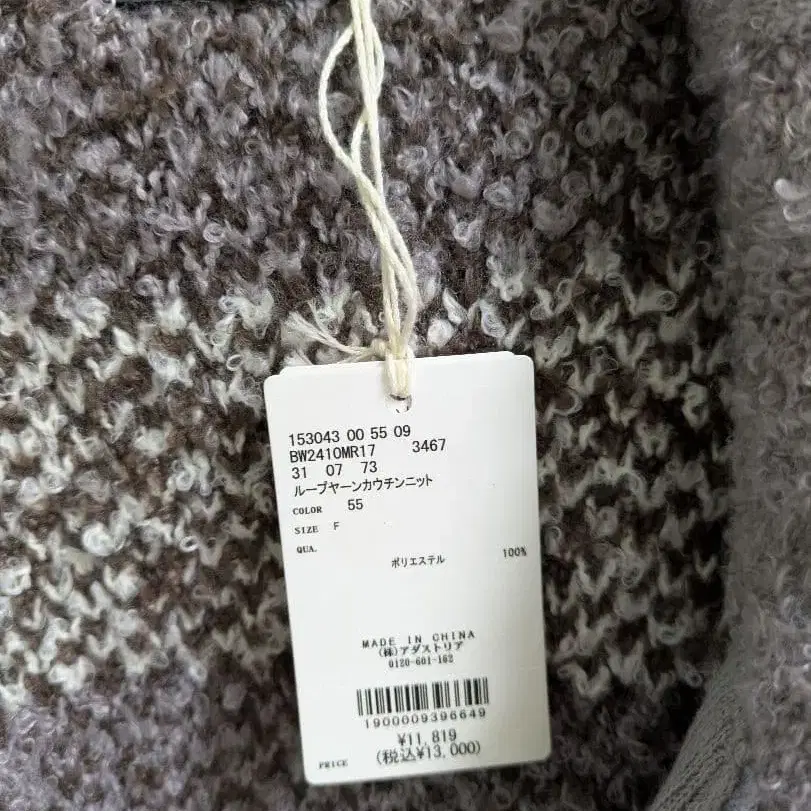 153043 00 55 09
BW2410MR17 3467
31 07 73
ループヤーンカウチンニット
COLOR 55
SIZE F
QUA.
ポリエステル 100%
MADE IN CHINA
(株)アダストリア
0120-601-162
1900009396649
¥11,819
PRICE (税込¥13,000)